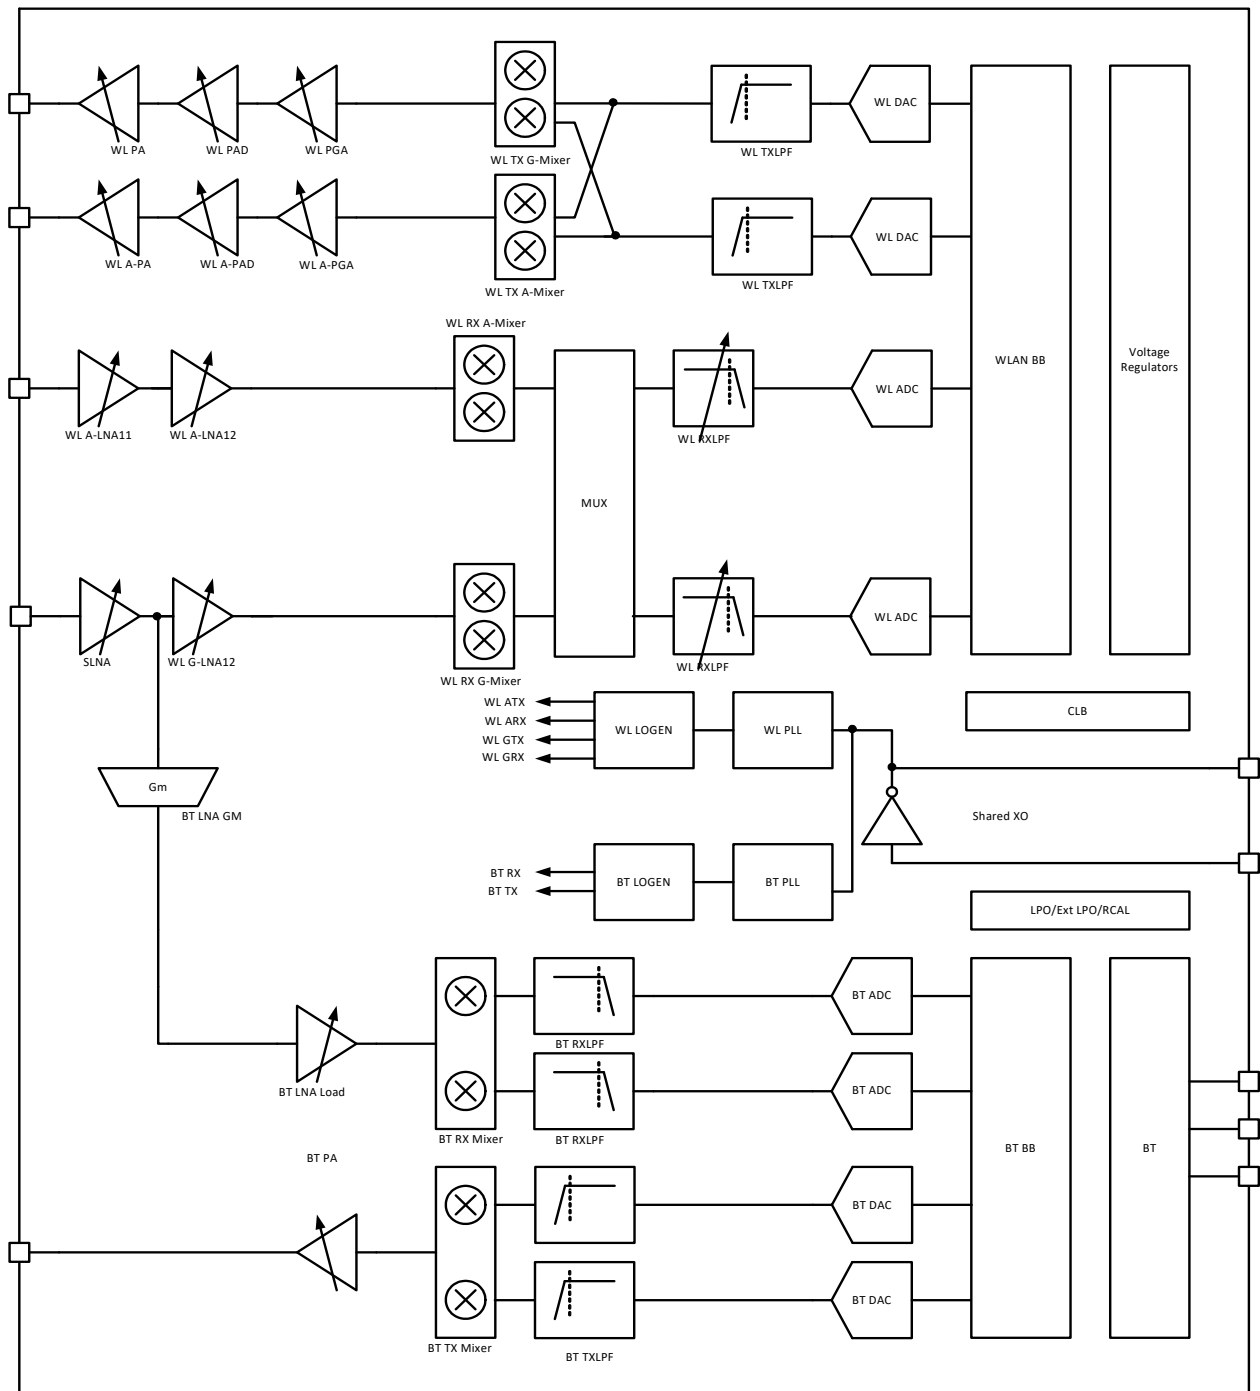 WL DAC
WL PA
WL PAD
WL PGA
WL TX G-Mixer
WL TXLPF
WL DAC
WL A-PA
WL A-PAD
WL A-PGA
WL TX A-Mixer
WL TXLPF
WL RX A-Mixer
WLAN BB
Voltage
Regulators
WL ADC
WL A-LNA11
WL A-LNA12
WL RXLPF
MUX
WL ADC
SLNA
WL G-LNA12
WL RXLPF
WL RX G-Mixer
WL ATX
WL ARX
WL GTX
WL GRX
WL LOGEN
WL PLL
CLB
Gm
BT LNA GM
Shared XO
BT RX
BT TX
BT LOGEN
BT PLL
LPO/Ext LPO/RCAL
BT ADC
BT RXLPF
BT LNA Load
BT ADC
BT RX Mixer
BT RXLPF
BT PA
BT BB
BT
BT DAC
BT DAC
BT TX Mixer
BT TXLPF